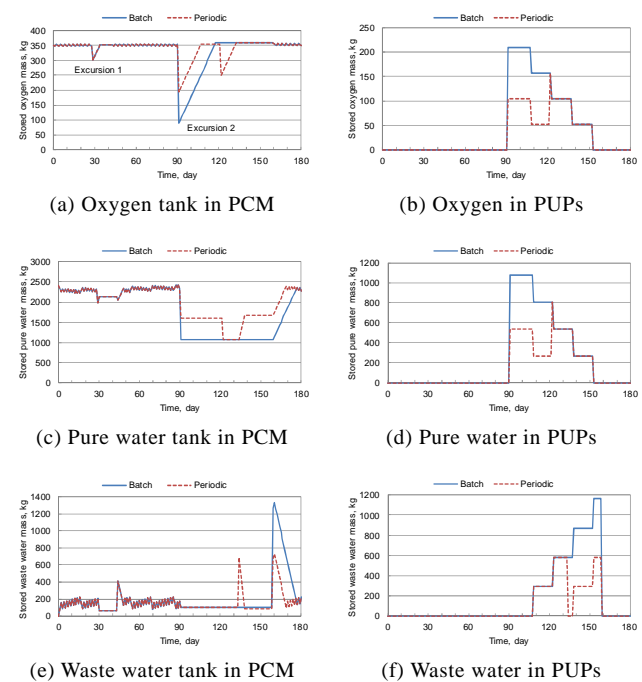 Batch Periodic
Stored oxygen mass, kg
400
350
300
250
200
150
100
50
0
Excursion 1
Excursion 2
0 30 60 90 120 150 180
Time, day
(a) Oxygen tank in PCM
Batch Periodic
Stored oxygen mass, kg
250
200
150
100
50
0
0 30 60 90 120 150 180
Time, day
(b) Oxygen in PUPs
Batch Periodic
Stored pure water mass, kg
3000
2500
2000
1500
1000
500
0
0 30 60 90 120 150 180
Time, day
(c) Pure water tank in PCM
Batch Periodic
Stored pure water mass, kg
1200
1000
800
600
400
200
0
0 30 60 90 120 150 180
Time, day
(d) Pure water in PUPs
Batch Periodic
Stored waste water mass, kg
1400
1200
1000
800
600
400
200
0
0 30 60 90 120 150 180
Time, day
(e) Waste water tank in PCM
Batch Periodic
Stored waste water mass, kg
1200
1000
800
600
400
200
0
0 30 60 90 120 150 180
Time, day
(f) Waste water in PUPs